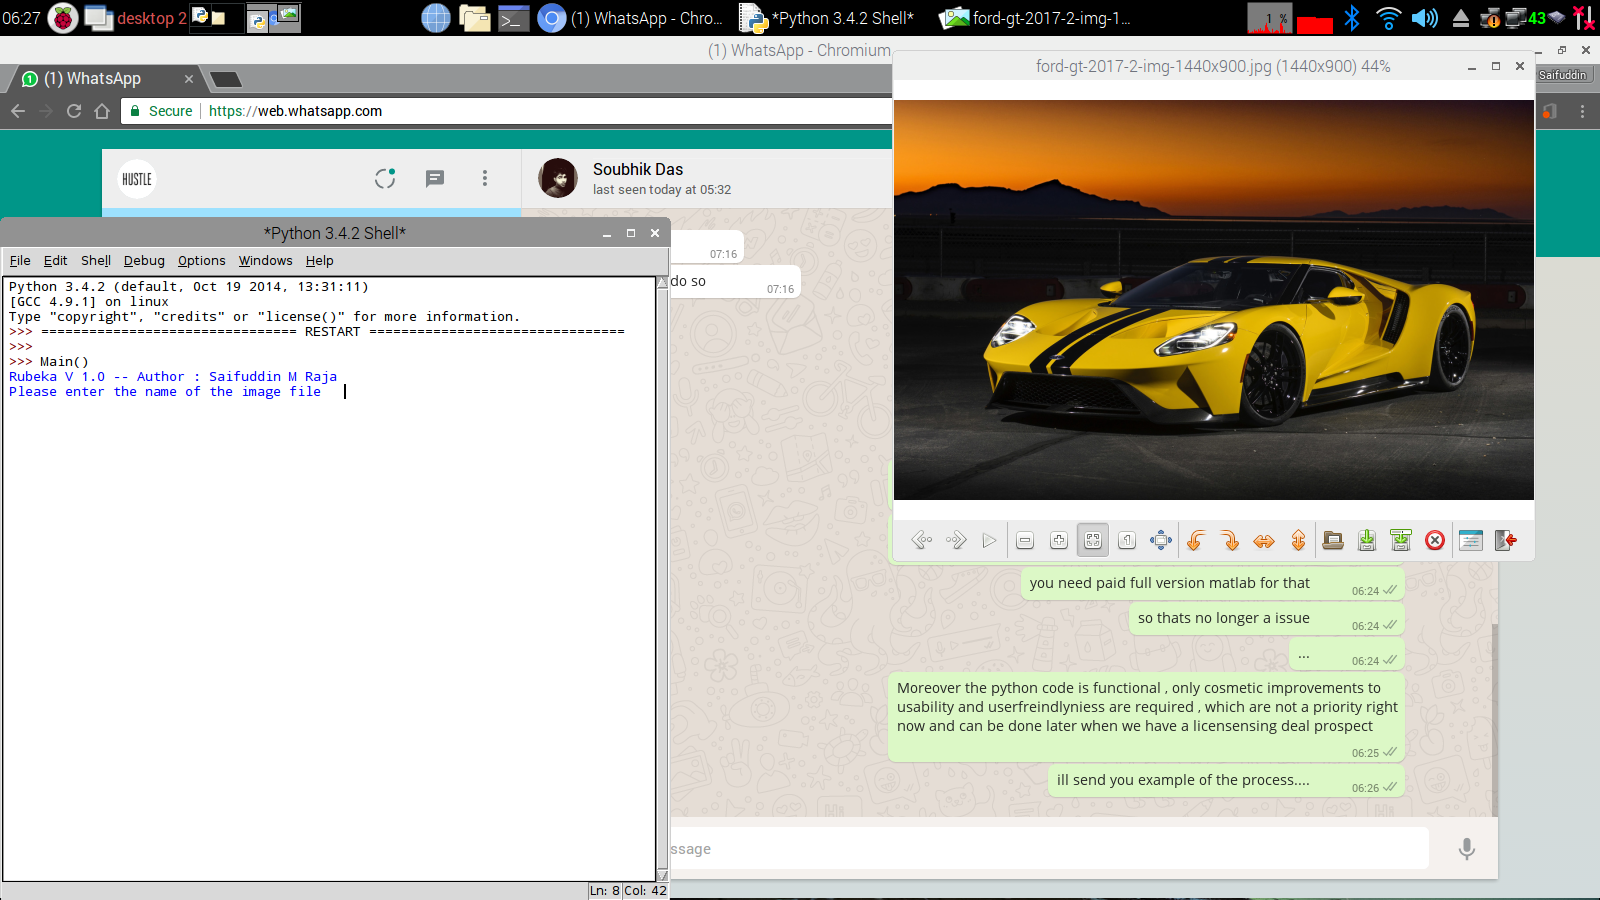 06:27
desktop 2
(1) WhatsApp - Chro...
*Python 3.4.2 Shell*
ford-gt-2017-2-img-1...
1 %
43
(1) WhatsApp - Chromium
(1) WhatsApp
Saifuddin
Secure
https://web.whatsapp.com
HUSTLE
Soubhik Das
last seen today at 05:32
07:16
do so
07:16
*Python 3.4.2 Shell*
File Edit Shell Debug Options Windows Help
Python 3.4.2 (default, Oct 19 2014, 13:31:11)
[GCC 4.9.1] on linux
Type "copyright", "credits" or "license()" for more information.
>>> ================================ RESTART ================================
>>>
>>> Main()
Rubeka V 1.0 -- Author : Saifuddin M Raja
Please enter the name of the image file
Ln: 8 Col: 42
ford-gt-2017-2-img-1440x900.jpg (1440x900) 44%
1
you need paid full version matlab for that
06:24
so thats no longer a issue
06:24
...
06:24
Moreover the python code is functional , only cosmetic improvements to
usability and userfreindlyniess are required , which are not a priority right
now and can be done later when we have a licensensing deal prospect
06:25
ill send you example of the process....
06:26
ssage